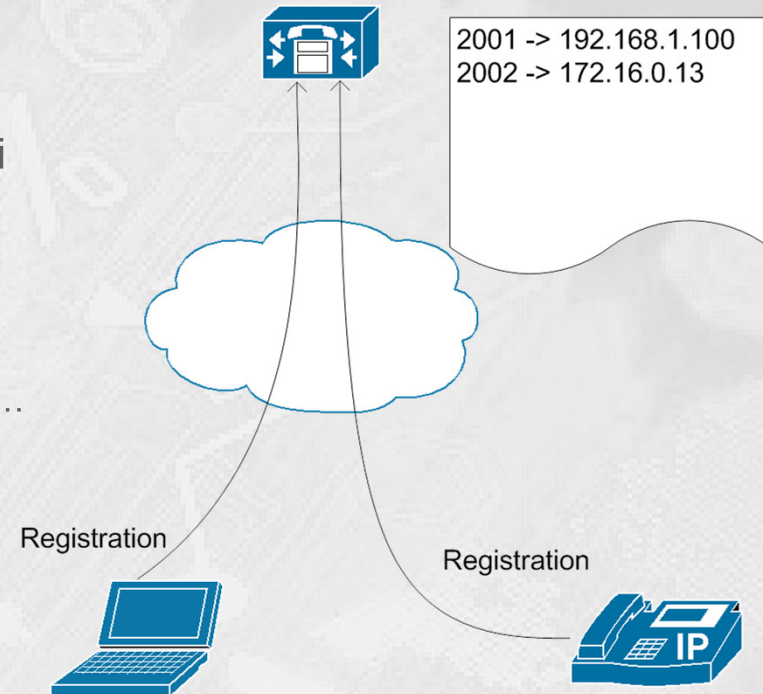 2001 -> 192.168.1.100
2002 -> 172.16.0.13
i
..
Registration
Registration
IP